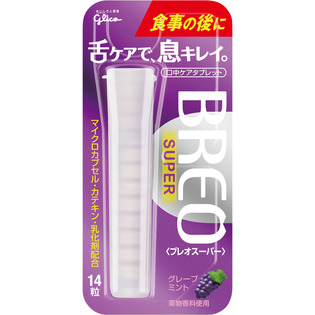 glico
食事の後に
舌ケアで、息キレイ。
口中ケアタブレット
BREO
SUPER
〈ブレオスーパー〉
マイクロカプセル・カテキン・乳化剤配合
14粒
グレープ
ミント
果物香料使用